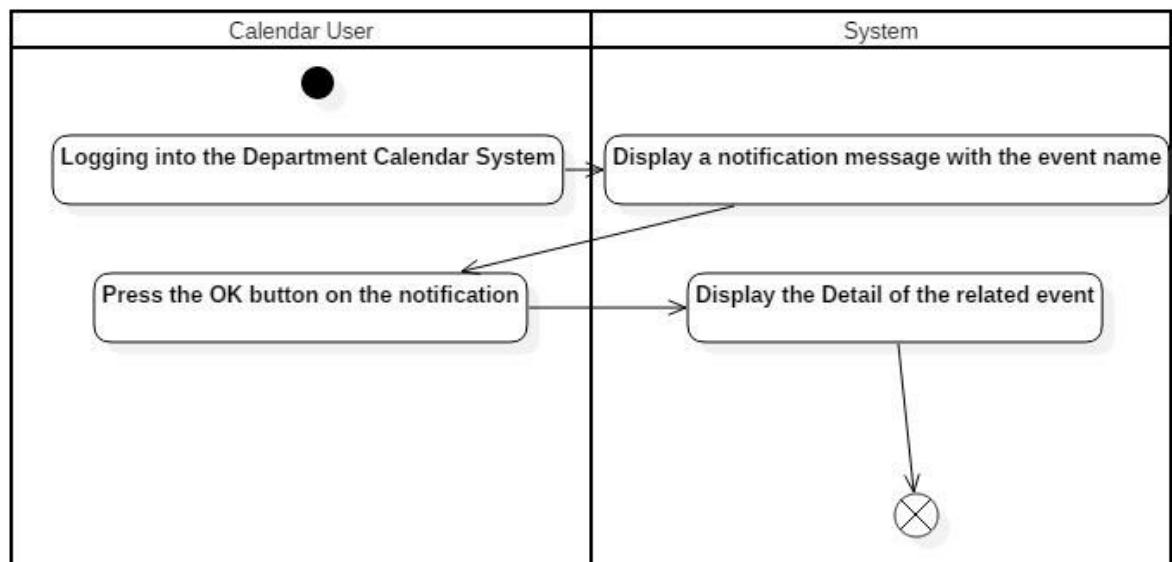 Calendar User
System
Logging into the Department Calendar System
Display a notification message with the event name
Press the OK button on the notification
Display the Detail of the related event